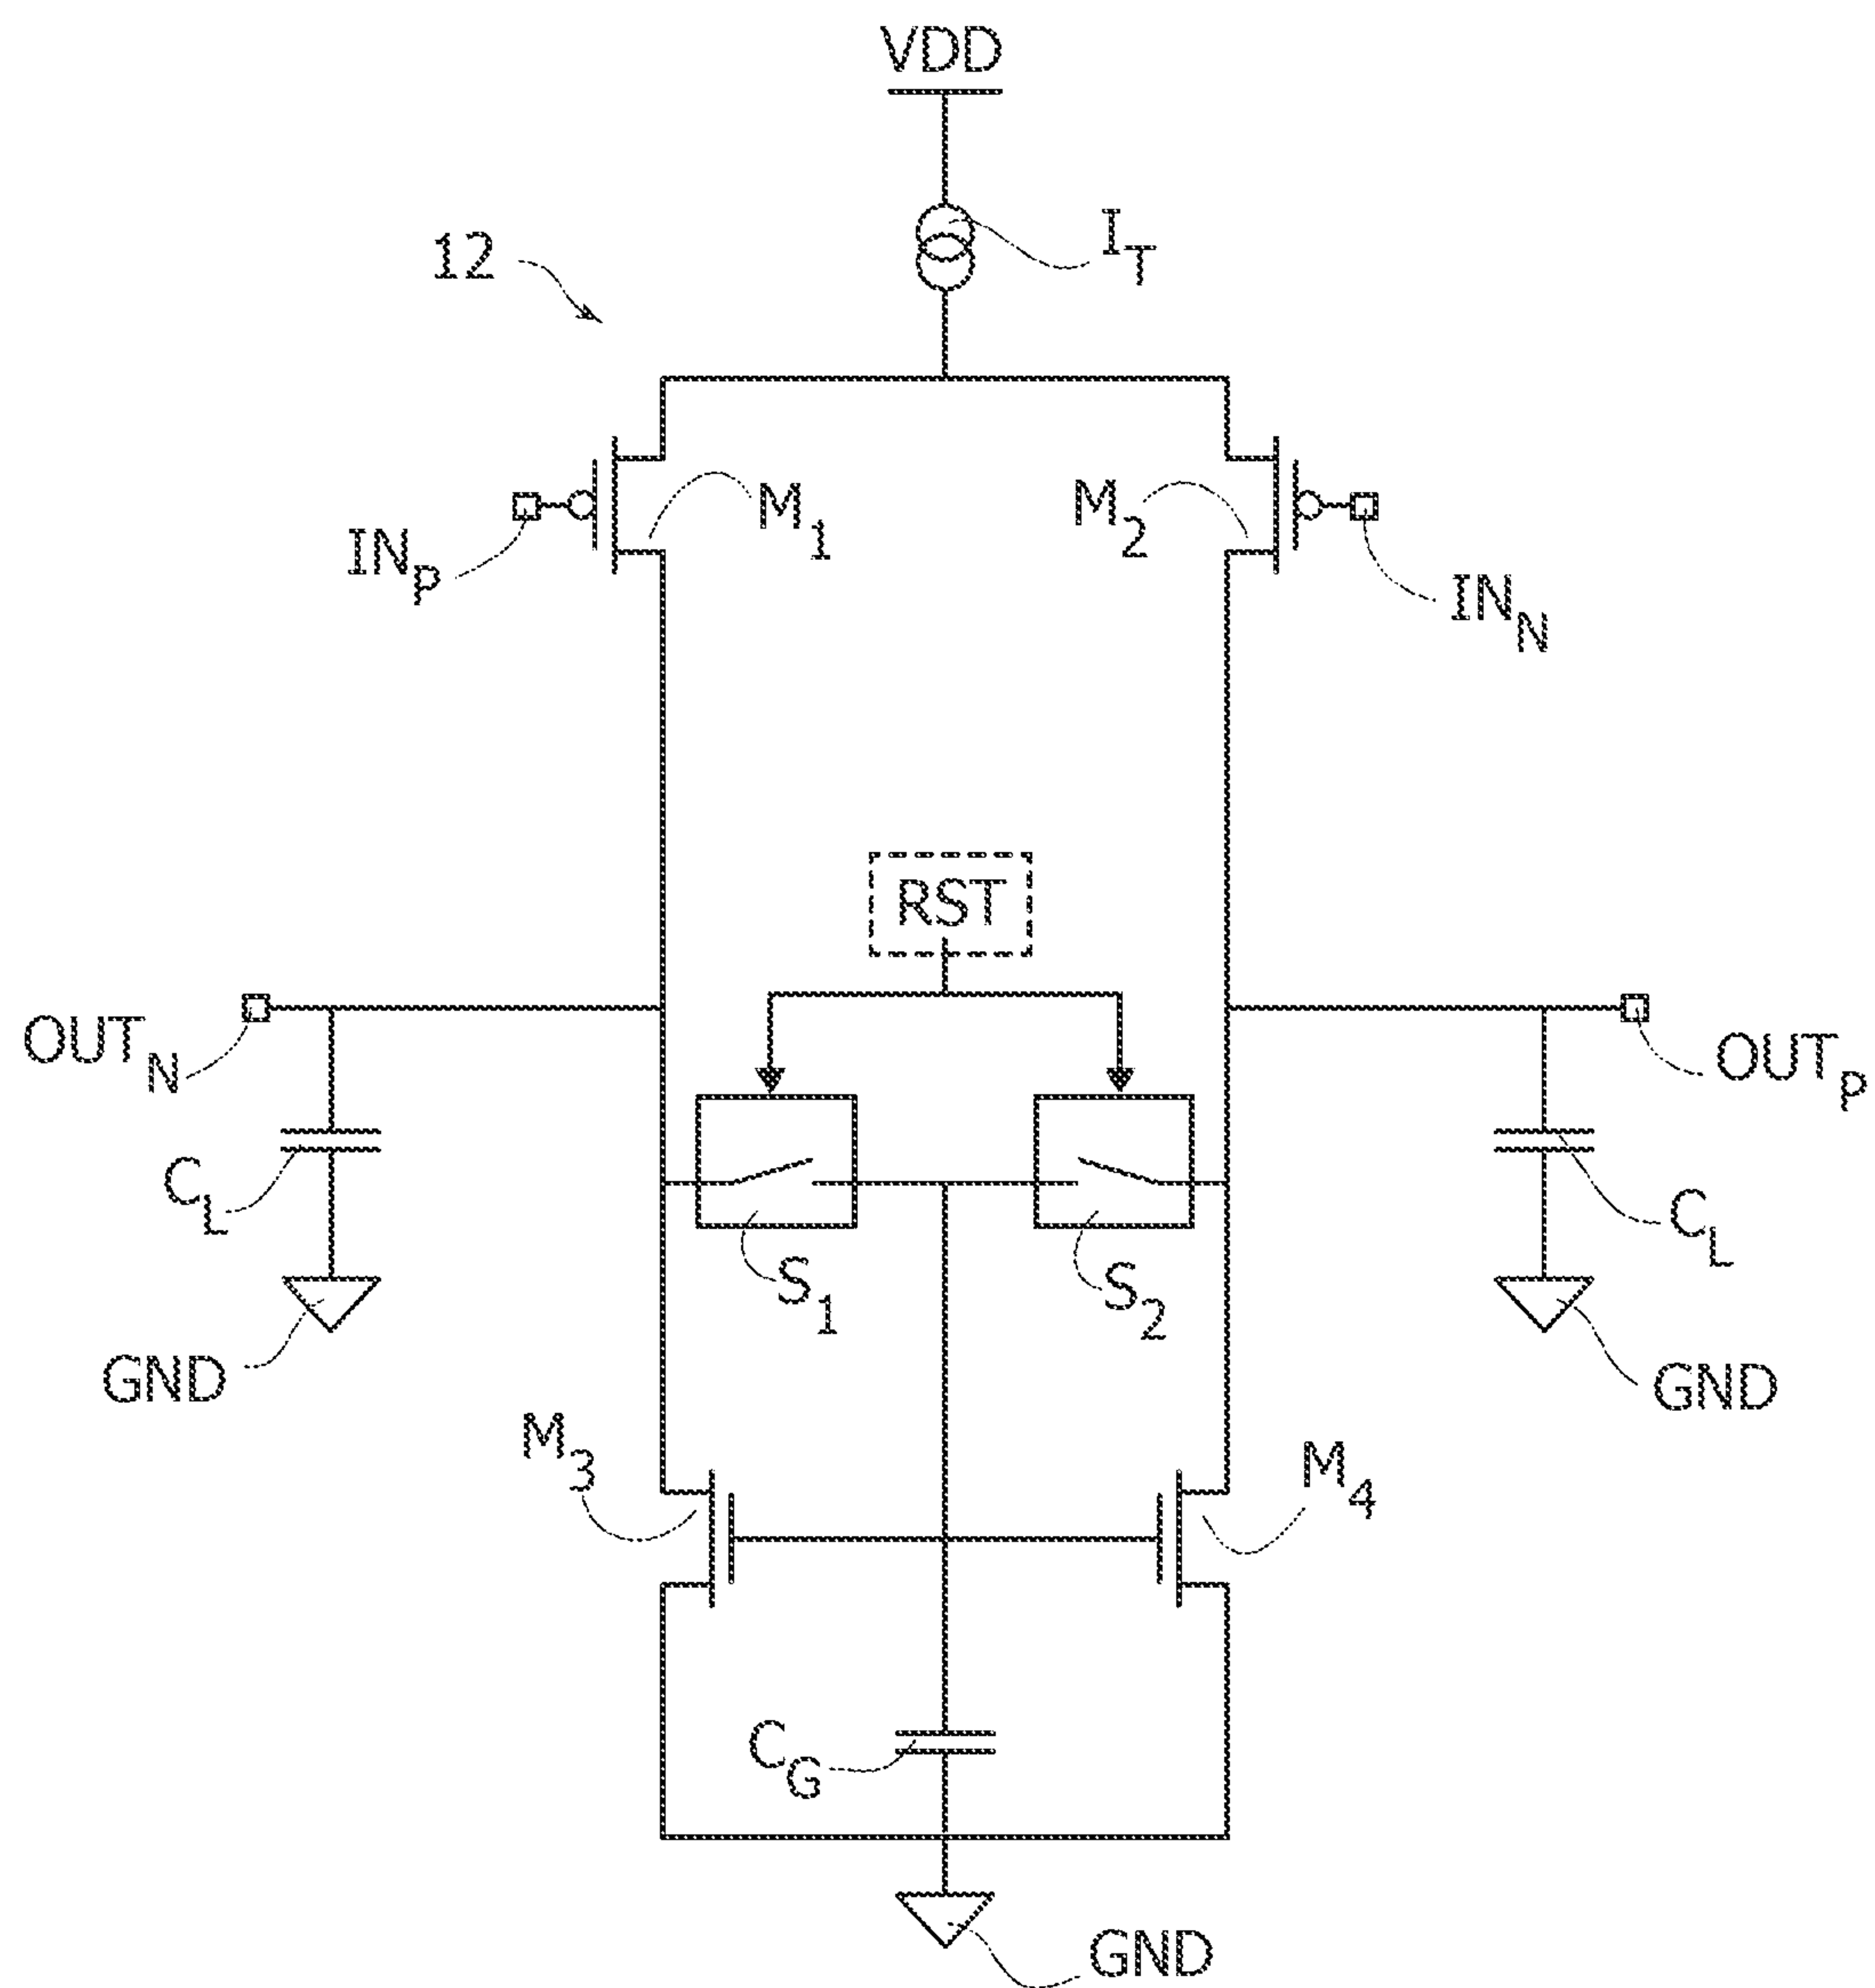 VDD
I_T
12
M_1
M_2
IN_P
IN_N
RST
OUT_N
OUT_P
C_L
C_L
S_1
S_2
GND
GND
M_3
M_4
C_G
GND